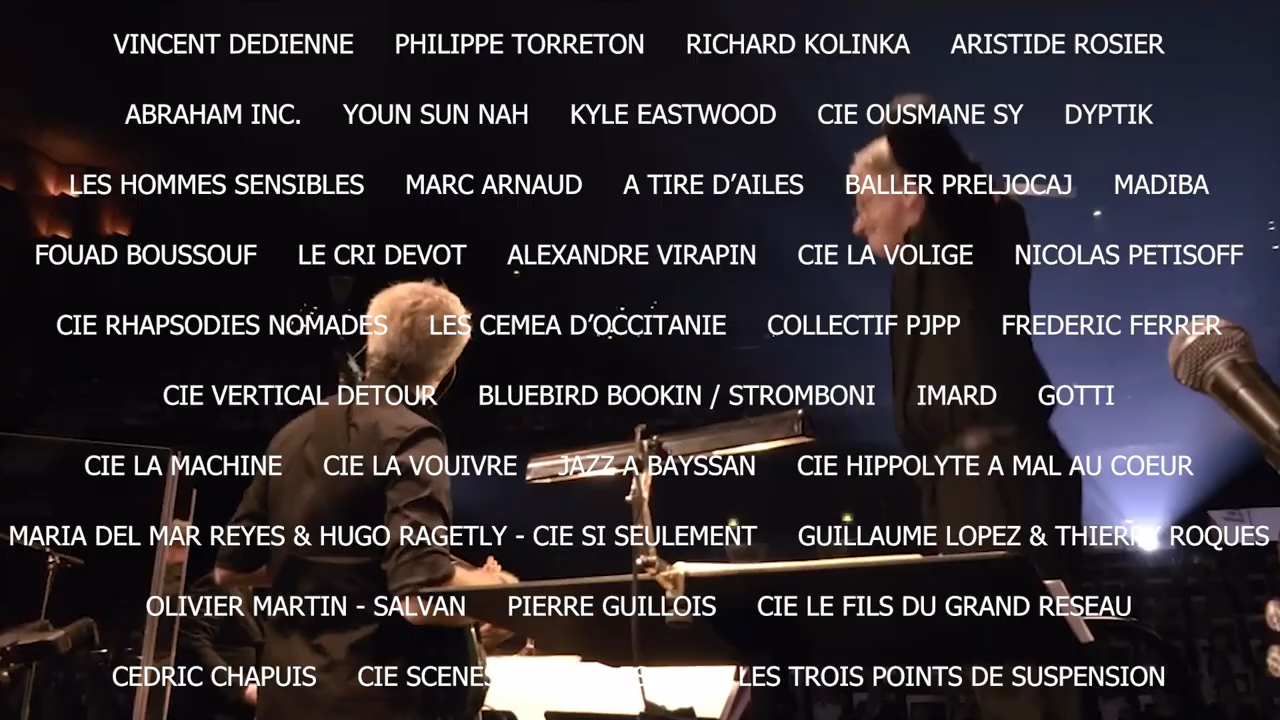 VINCENT DEDIENNE PHILIPPE TORRETON RICHARD KOLINKA ARISTIDE ROSIER
ABRAHAM INC. YOUN SUN NAH KYLE EASTWOOD CIE OUSMANE SY DYPTIK
LES HOMMES SENSIBLES MARC ARNAUD A TIRE D’AILES BALLER PRELJOCAJ MADIBA
FOUAD BOUSSOUF LE CRI DEVOT ALEXANDRE VIRAPIN CIE LA VOLIGE NICOLAS PETISOFF
CIE RHAPSODIES NOMADES LES CEMEA D’OCCITANIE COLLECTIF PJPP FREDERIC FERRER
CIE VERTICAL DETOUR BLUEBIRD BOOKIN / STROMBONI IMARD GOTTI
CIE LA MACHINE CIE LA VOUIVRE JAZZ A BAYSSAN CIE HIPPOLYTE A MAL AU COEUR
MARIA DEL MAR REYES & HUGO RAGETLY - CIE SI SEULEMENT GUILLAUME LOPEZ & THIERRY ROQUES
OLIVIER MARTIN - SALVAN PIERRE GUILLOIS CIE LE FILS DU GRAND RESEAU
CEDRIC CHAPUIS CIE SCENES LES TROIS POINTS DE SUSPENSION